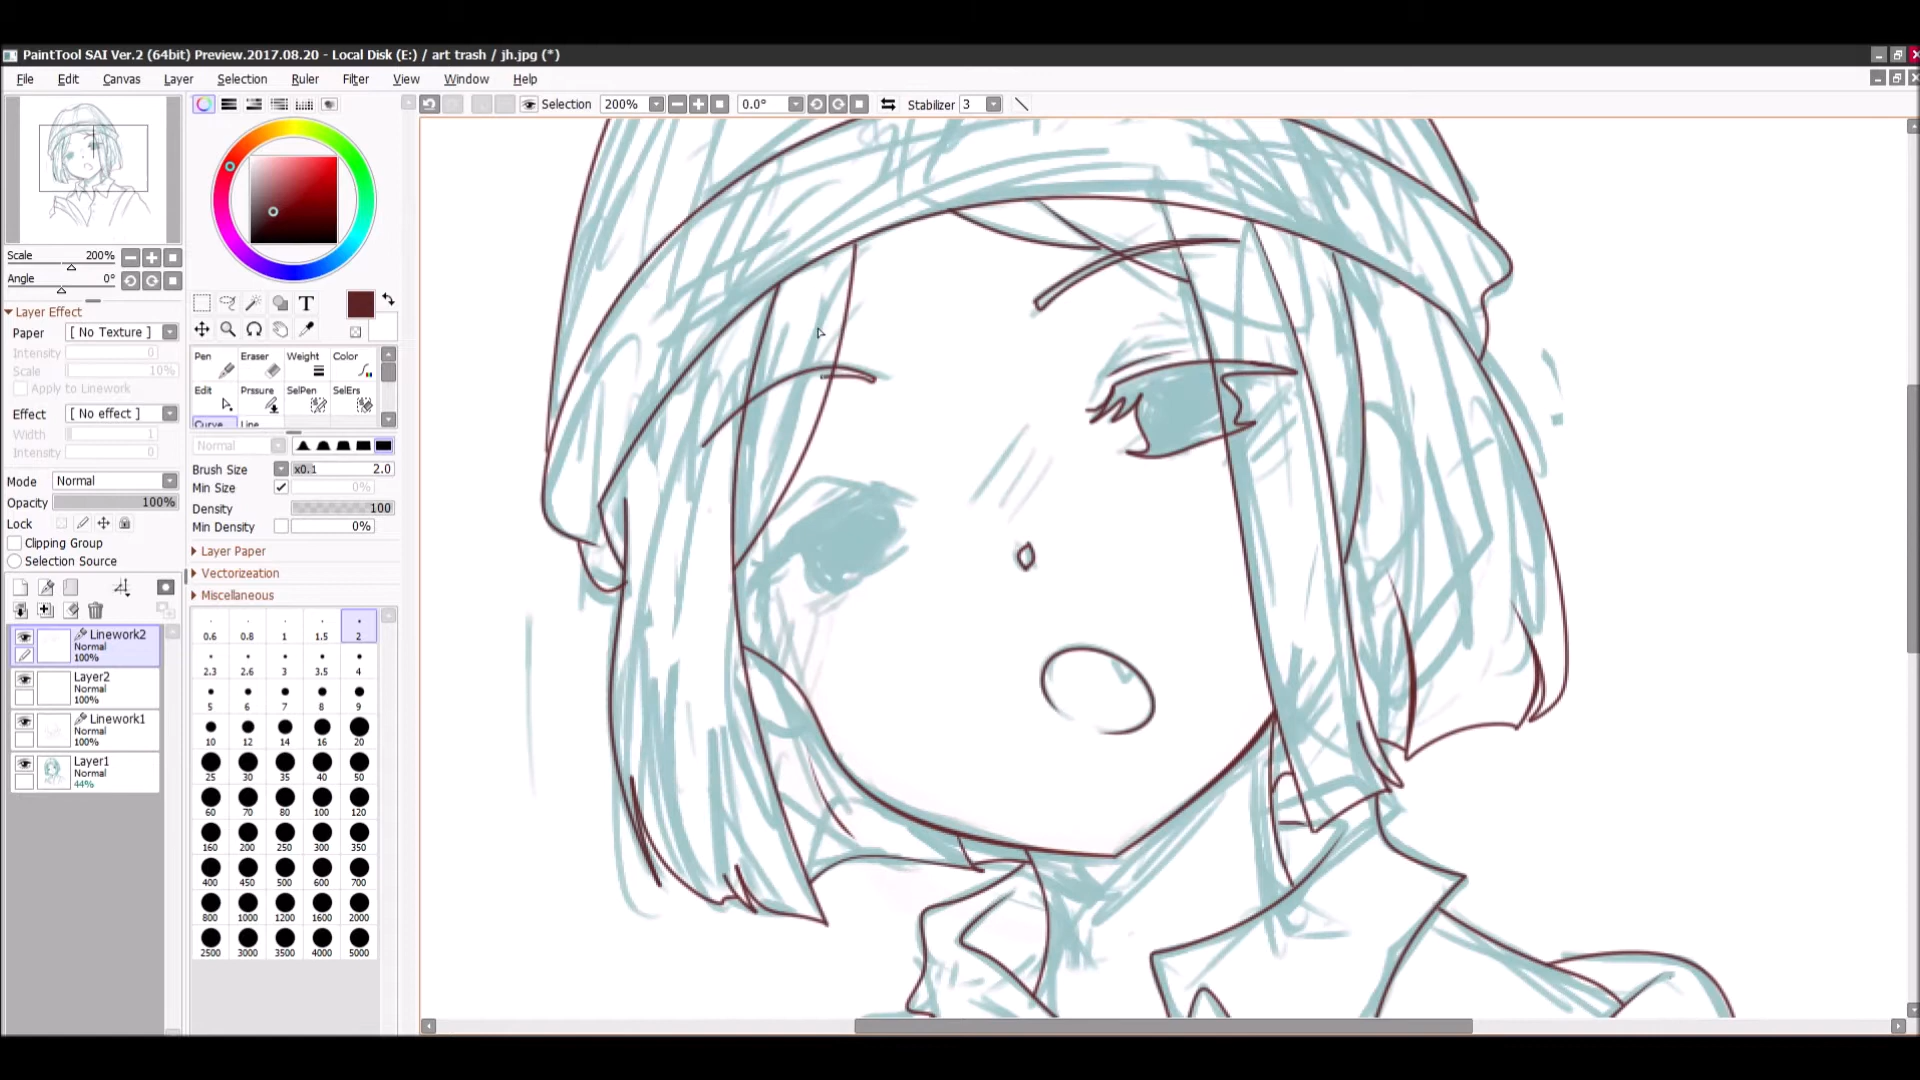 PaintTool SAI Ver.2 (64bit) Preview.2017.08.20 - Local Disk (E:) / art trash / jh.jpg (*)
File Edit Canvas Layer Selection Ruler Filter View Window Help
Selection 200% 0.0° Stabilizer 3
Scale 200%
Angle 0°
Layer Effect
Paper [ No Texture ]
Intensity 0
Scale 10%
Apply to Linework
Effect [ No effect ]
Width 1
Intensity
Mode Normal
Opacity 100%
Lock
Clipping Group
Selection Source
Linework2
Normal
100%
Layer2
Normal
100%
Linework1
Normal
100%
Layer1
Normal
44%
T
Pen Eraser Weight Color
Edit Prssure SelPen SelErs
Curve Line
Normal
Brush Size x0.1 2.0
Min Size 0%
Density 100
Min Density 0%
Layer Paper
Vectorizeation
Miscellaneous
0.6 0.8 1 1.5 2
2.3 2.6 3 3.5 4
5 6 7 8 9
10 12 14 16 20
25 30 35 40 50
60 70 80 100 120
160 200 250 300 350
400 450 500 600 700
800 1000 1200 1600 2000
2500 3000 3500 4000 5000